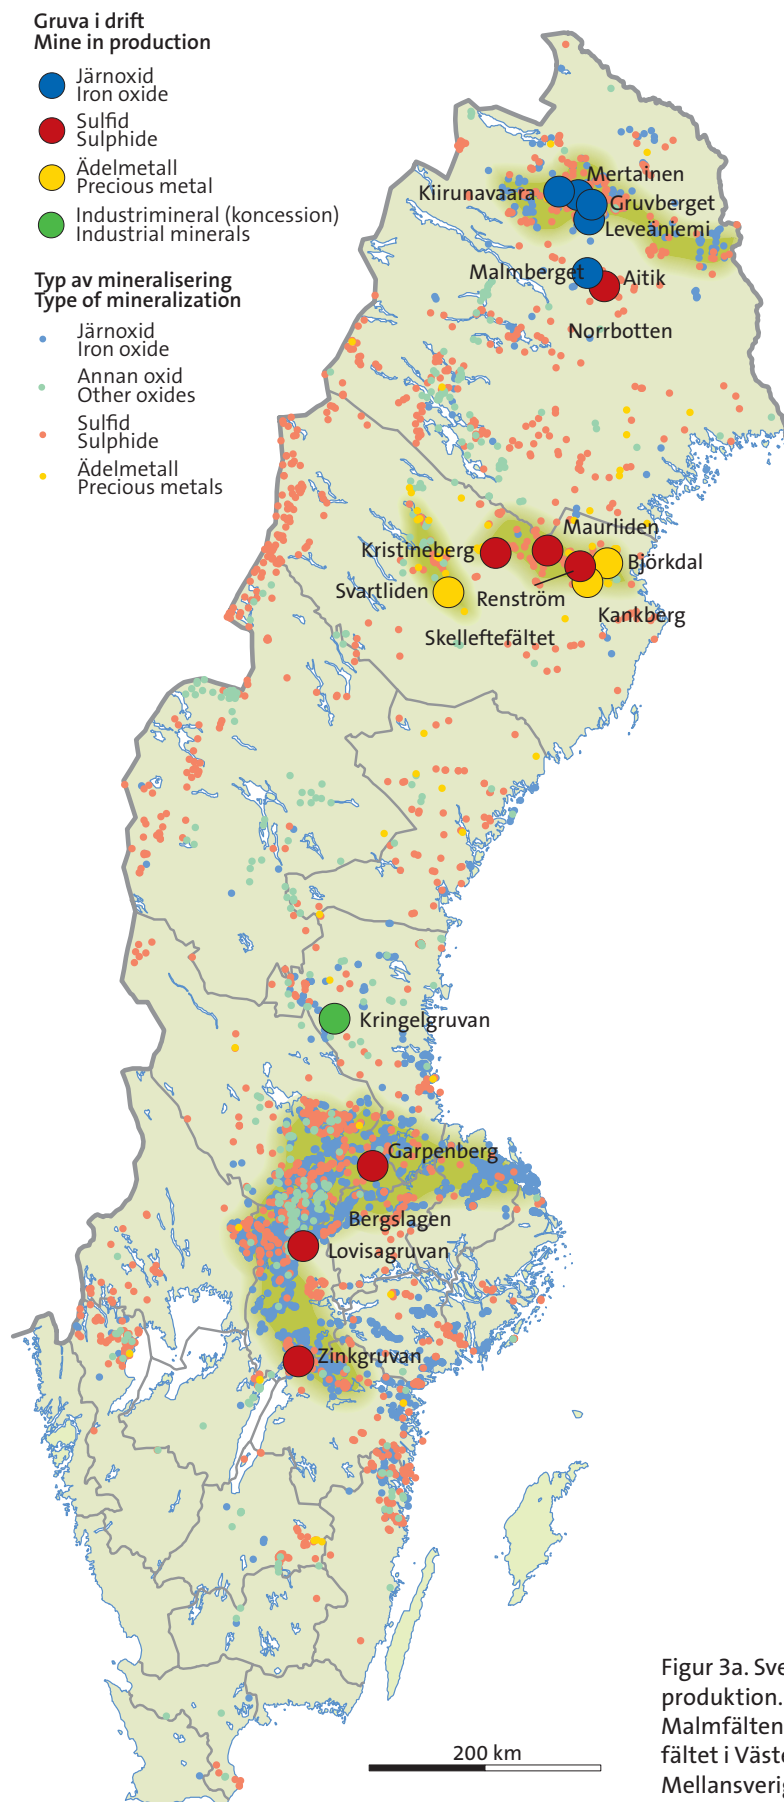 Gruva i drift
Mine in production
Järnoxid
Iron oxide
Sulfid
Sulphide
Ädelmetall
Precious metal
Industrimineral (koncession)
Industrial minerals
Typ av mineralisering
Type of mineralization
Järnoxid
Iron oxide
Annan oxid
Other oxides
Sulfid
Sulphide
Ädelmetall
Precious metals
Mertainen
Kiirunavaara
Gruvberget
Leveäniemi
Malmberget
Aitik
Norrbotten
Maurliden
Kristineberg
Björkdal
Svartliden
Renström
Kankberg
Skelleftefältet
Kringelgruvan
Garpenberg
Bergslagen
Lovisagruvan
Zinkgruvan
200 km
Figur 3a. Sve
produktion.
Malmfälten
fältet i Väste
Mellansverig